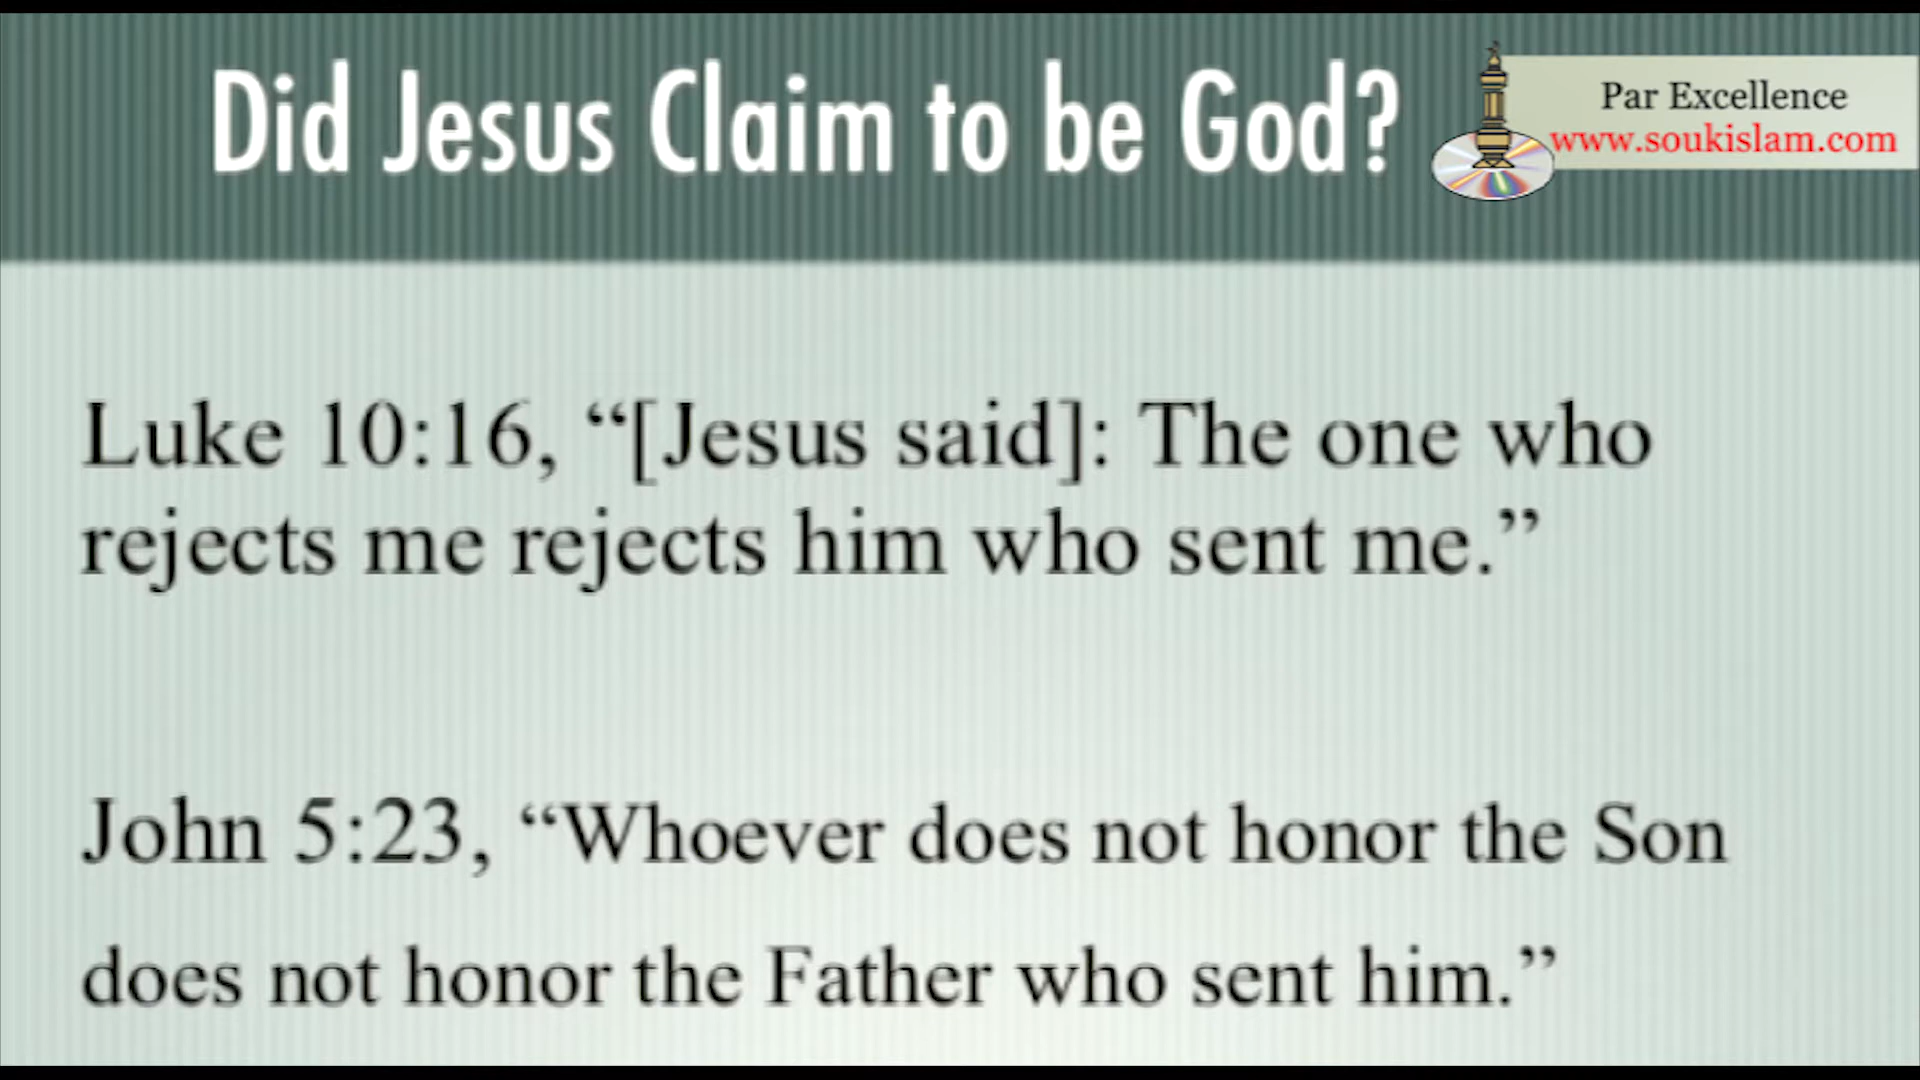 Did Jesus Claim to be God?
Par Excellence
www.soukislam.com
Luke 10:16, “[Jesus said]: The one who
rejects me rejects him who sent me.”
John 5:23, “Whoever does not honor the Son
does not honor the Father who sent him.”